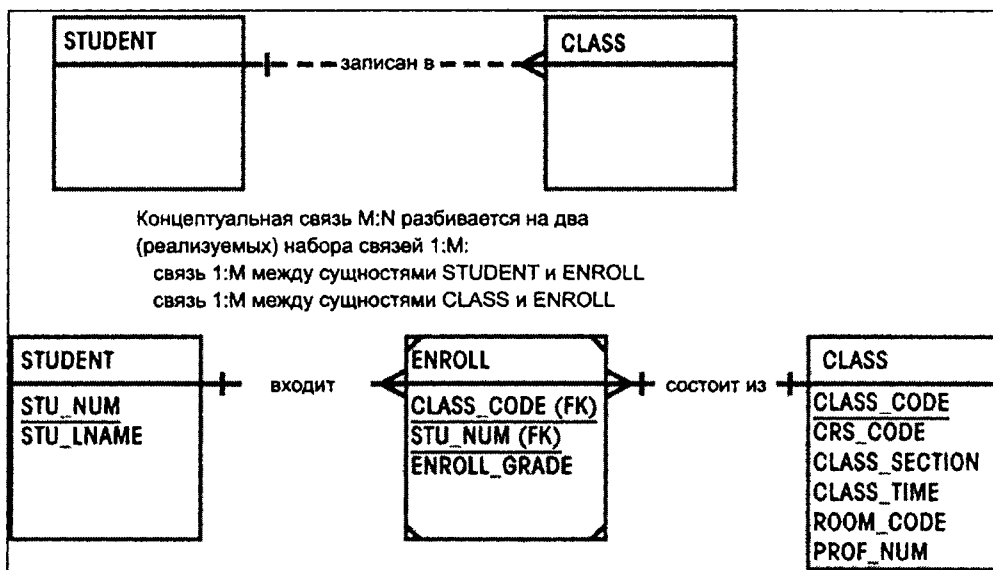 STUDENT
записан в
CLASS
Концептуальная связь M:N разбивается на два
(реализуемых) набора связей 1:М:
связь 1:М между сущностями STUDENT и ENROLL
связь 1:М между сущностями CLASS и ENROLL
STUDENT
STU_NUM
STU_LNAME
входит
ENROLL
CLASS_CODE (FK)
STU_NUM (FK)
ENROLL_GRADE
состоит из
CLASS
CLASS_CODE
CRS_CODE
CLASS_SECTION
CLASS_TIME
ROOM_CODE
PROF_NUM